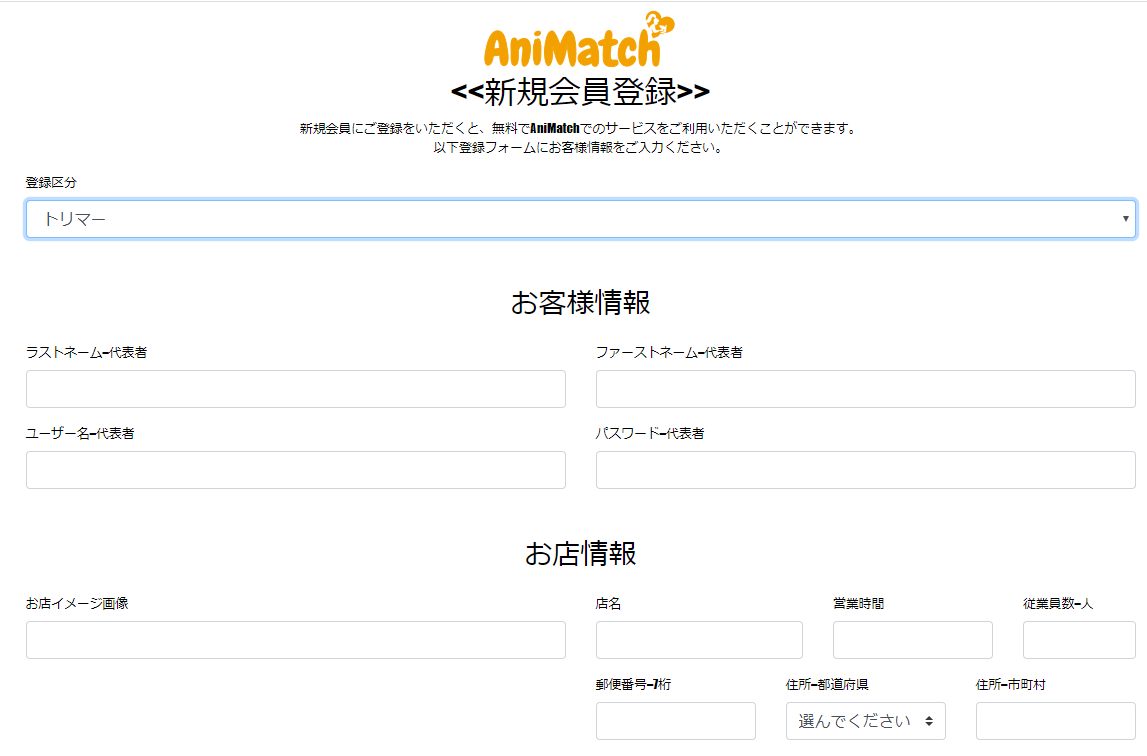 AniMatch
<<新規会員登録>>
新規会員にご登録をいただくと、無料でAniMatchでのサービスをご利用いただくことができます。
以下登録フォームにお客様情報をご入力ください。
登録区分
トリマー
お客様情報
ラストネーム-代表者 ファーストネーム-代表者
ユーザー名-代表者 パスワード-代表者
お店情報
お店イメージ画像 店名 営業時間 従業員数-人
郵便番号-7桁 住所-都道府県 住所-市町村
選んでください